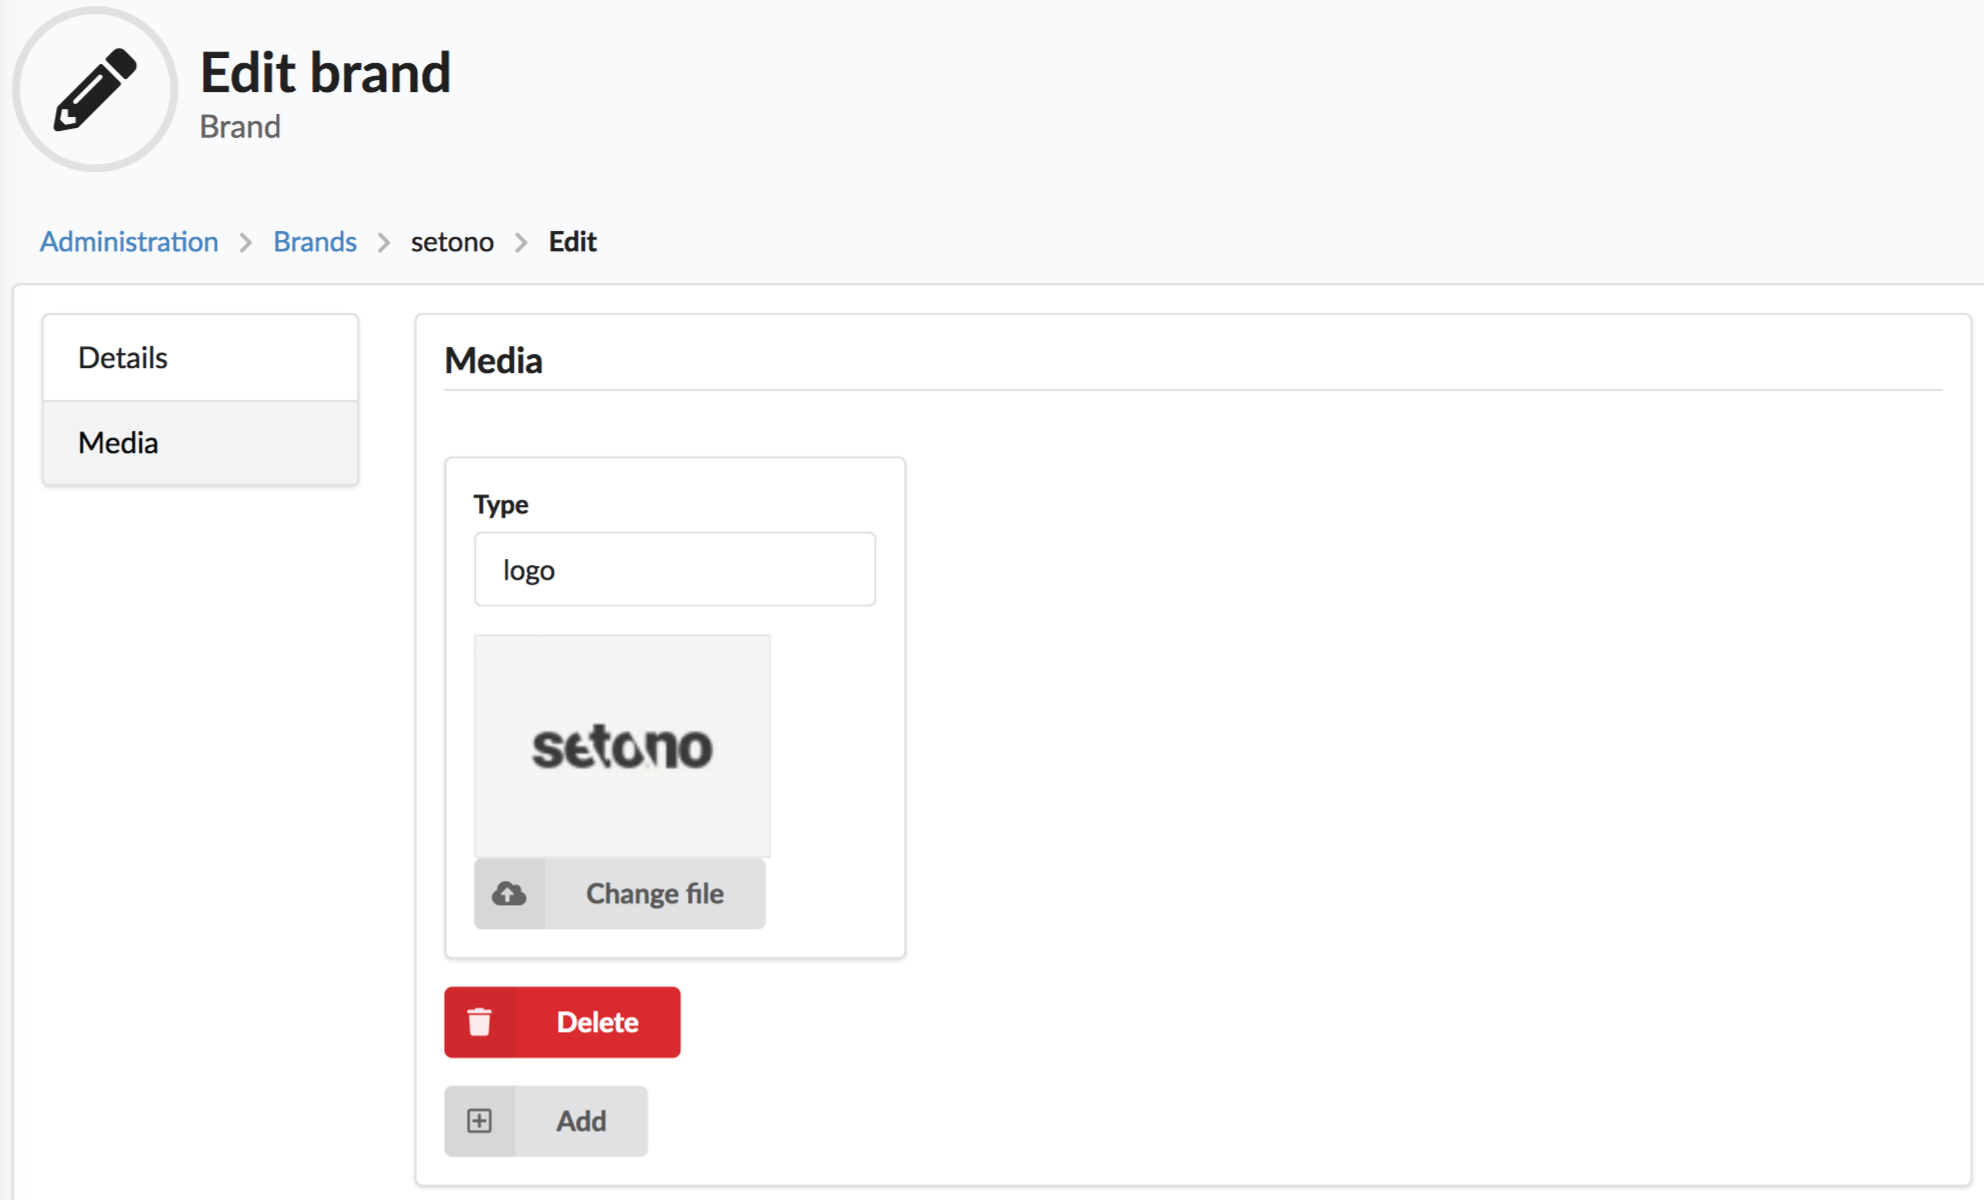 Edit brand
Brand
Administration > Brands > setono > Edit
Details
Media
Media
Type
logo
setono
Change file
Delete
Add